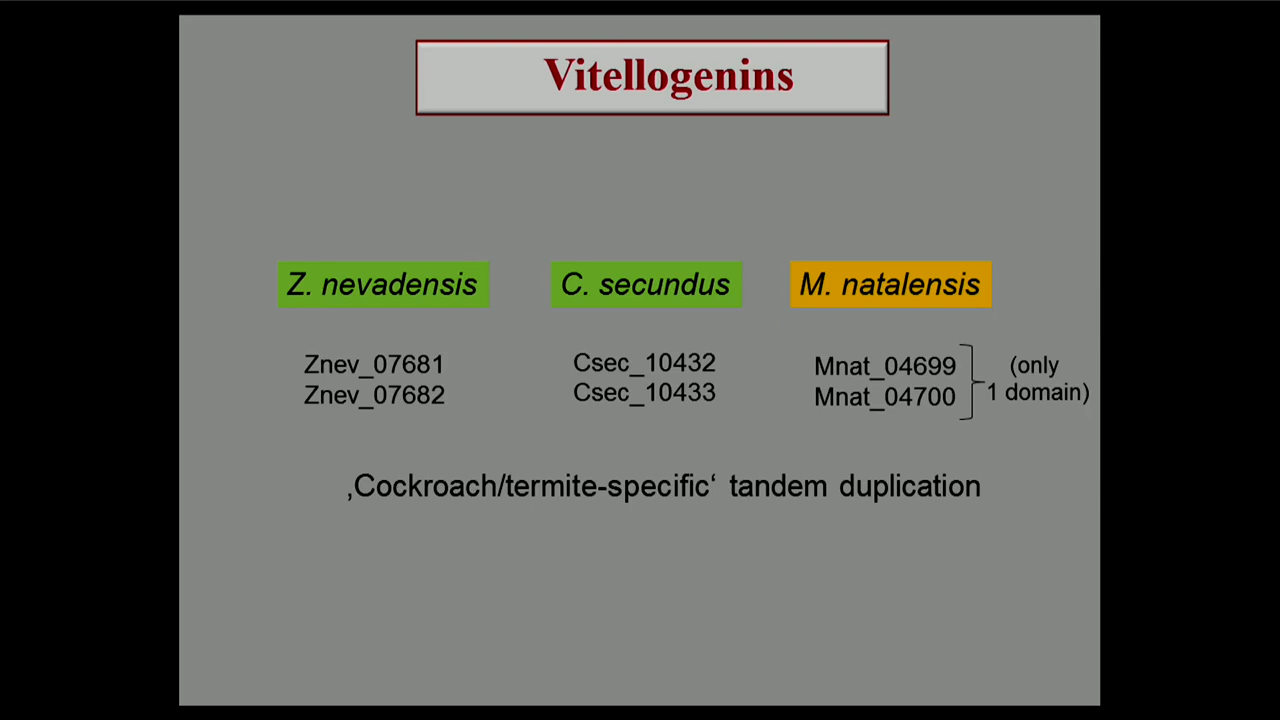 Vitellogenins
Z. nevadensis
C. secundus
M. natalensis
Znev_07681
Znev_07682
Csec_10432
Csec_10433
Mnat_04699
Mnat_04700
(only
1 domain)
‚Cockroach/termite-specific‘ tandem duplication